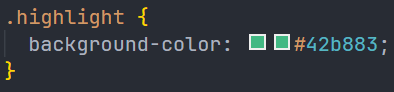 .highlight {
  background-color: #42b883;
}